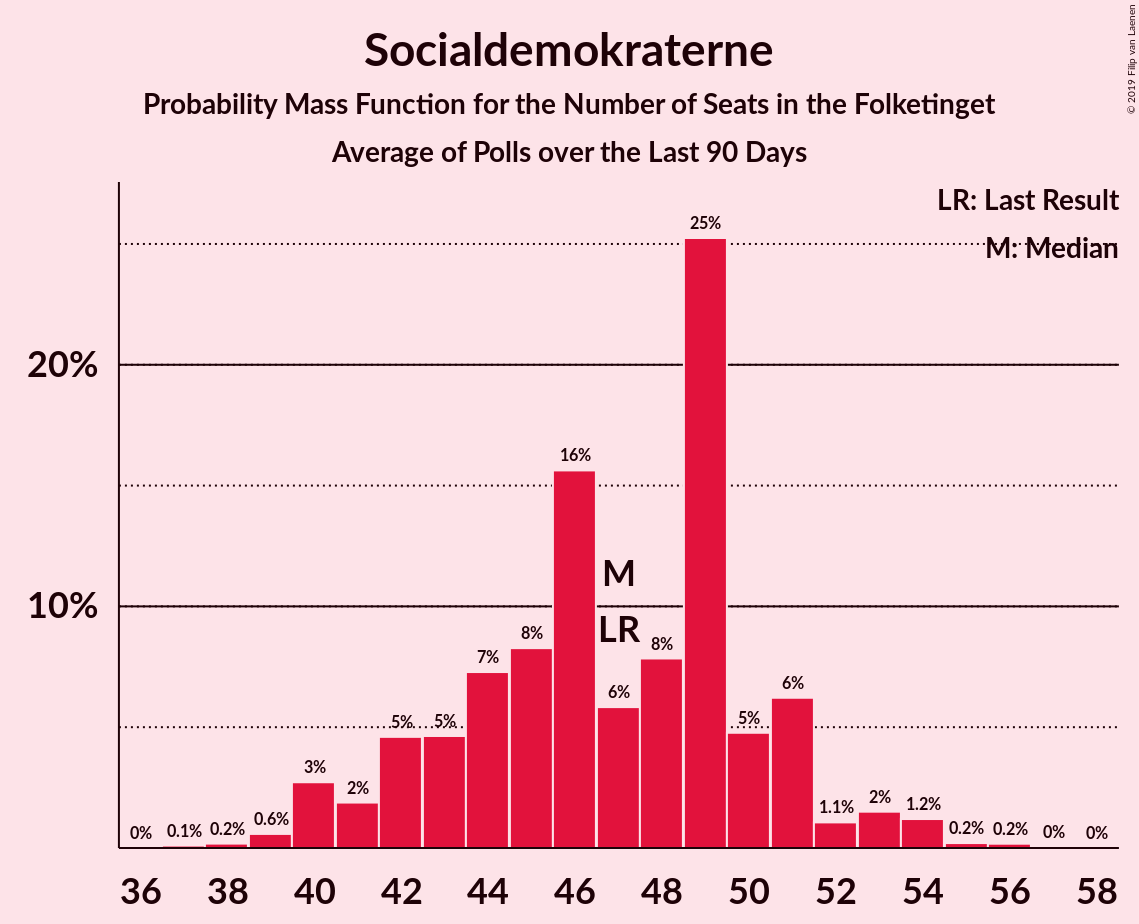 Socialdemokraterne
Probability Mass Function for the Number of Seats in the Folketinget
Average of Polls over the Last 90 Days
© 2019 Filip van Laenen
LR: Last Result
M: Median
20%
10%
0%
0.1%
0.2%
0.6%
3%
2%
5%
5%
7%
8%
16%
M
LR
6%
8%
25%
5%
6%
1.1%
2%
1.2%
0.2%
0.2%
0%
0%
36 38 40 42 44 46 48 50 52 54 56 58